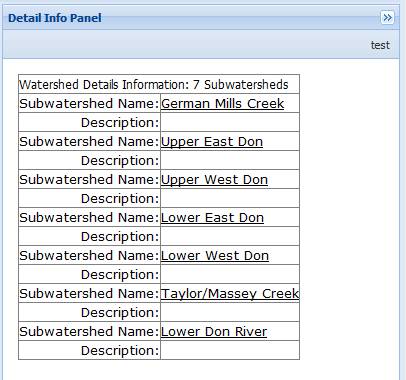 Detail Info Panel
test
Watershed Details Information: 7 Subwatersheds
Subwatershed Name: German Mills Creek
Description:
Subwatershed Name: Upper East Don
Description:
Subwatershed Name: Upper West Don
Description:
Subwatershed Name: Lower East Don
Description:
Subwatershed Name: Lower West Don
Description:
Subwatershed Name: Taylor/Massey Creek
Description:
Subwatershed Name: Lower Don River
Description: